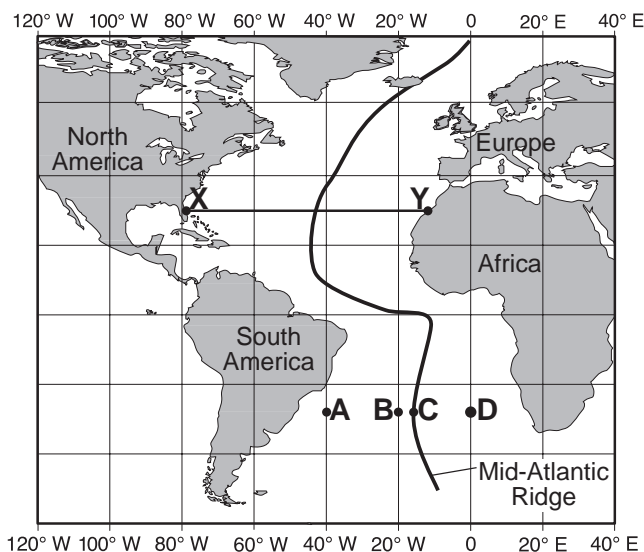 120° W 100° W 80° W 60° W 40° W 20° W 0 20° E 40° E
North
America
Europe
X
Y
Africa
South
America
A B C D
Mid-Atlantic
Ridge
120° W 100° W 80° W 60° W 40° W 20° W 0 20° E 40° E